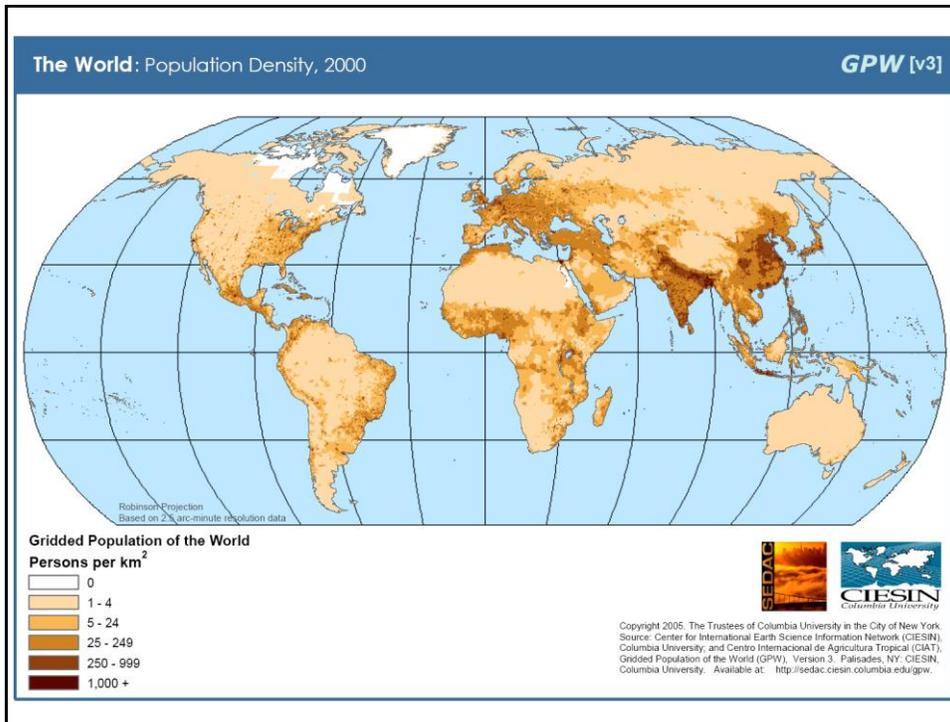 The World: Population Density, 2000
GPW [v3]
Robinson Projection
Based on 2.5 arc-minute resolution data
Gridded Population of the World
Persons per km²
0
1 - 4
5 - 24
25 - 249
250 - 999
1,000 +
SEDAC
CIESIN
Columbia University
Copyright 2005. The Trustees of Columbia University in the City of New York.
Source: Center for International Earth Science Information Network (CIESIN),
Columbia University; and Centro Internacional de Agricultura Tropical (CIAT),
Gridded Population of the World (GPW), Version 3. Palisades, NY: CIESIN,
Columbia University. Available at: http://sedac.ciesin.columbia.edu/gpw.